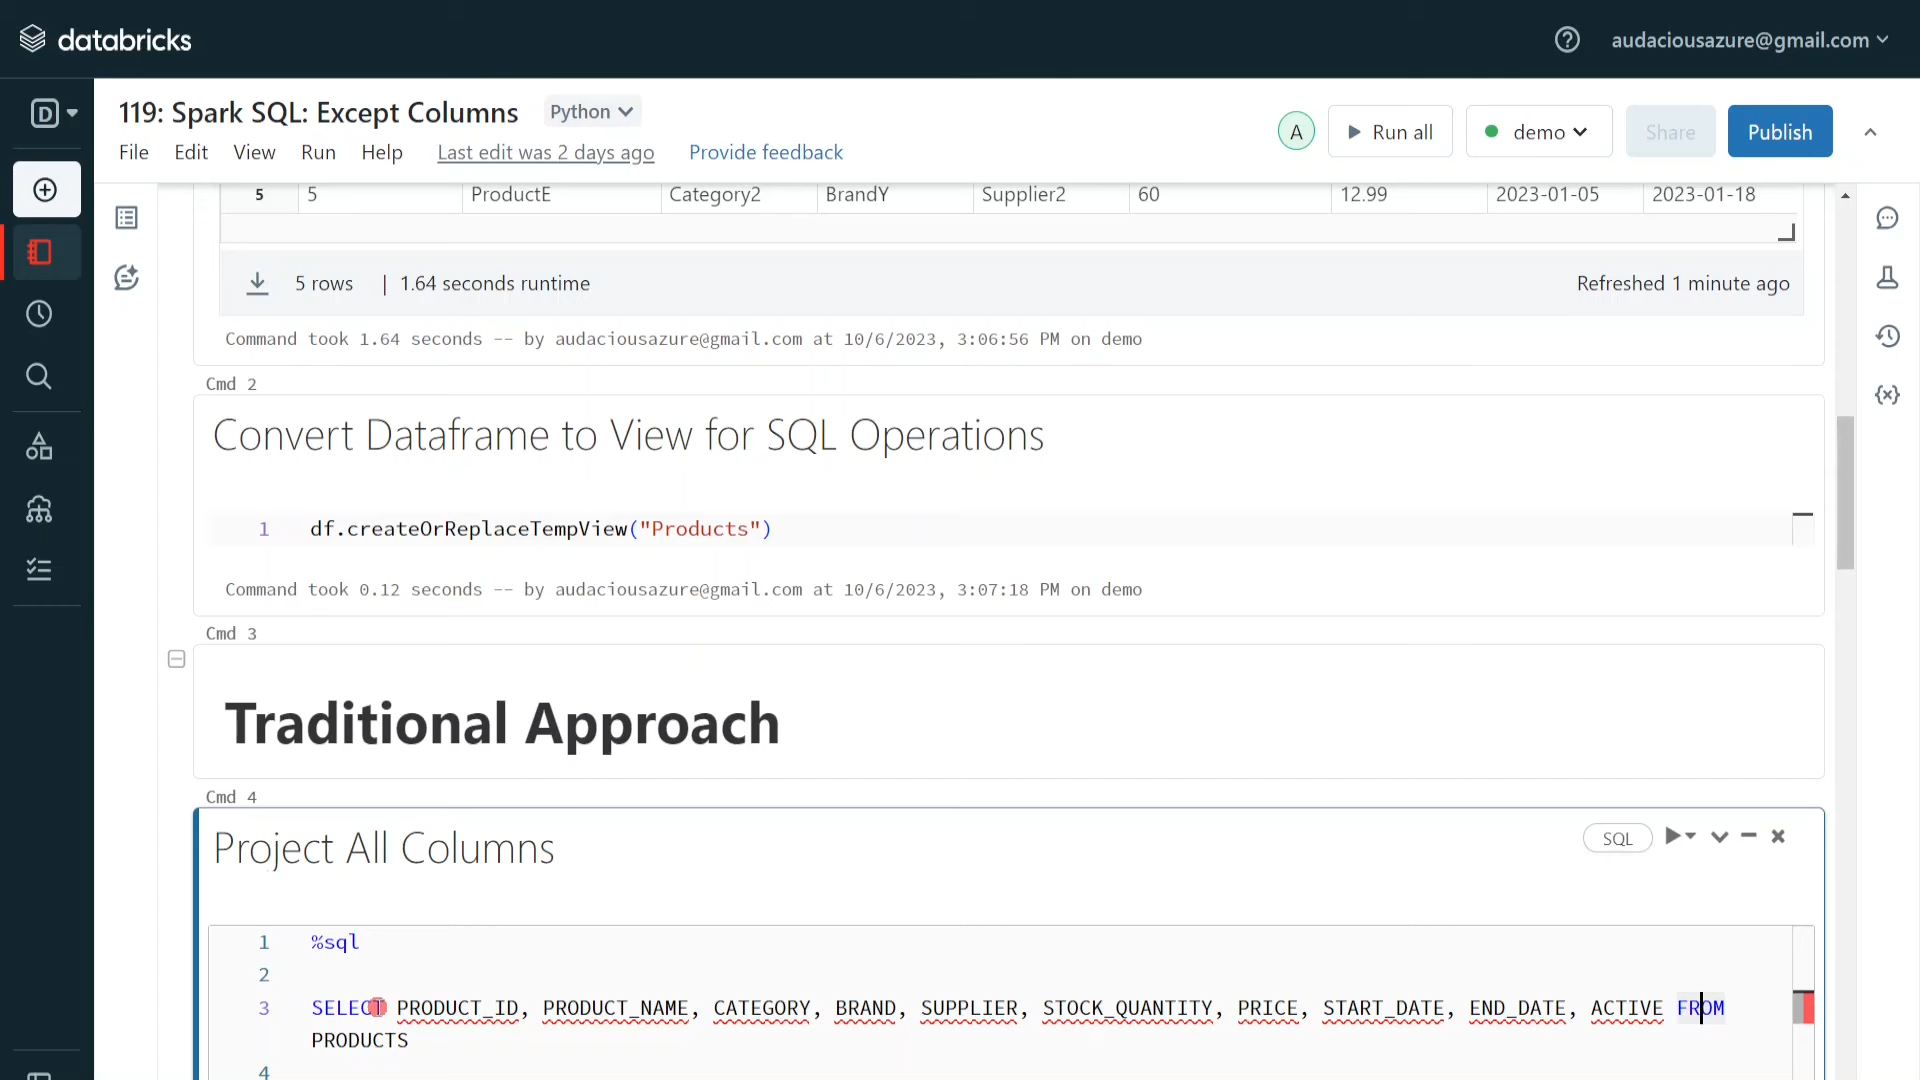 databricks
audaciousazure@gmail.com
D
119: Spark SQL: Except Columns Python
A Run all demo Share Publish
File Edit View Run Help Last edit was 2 days ago Provide feedback
5 5 ProductE Category2 BrandY Supplier2 60 12.99 2023-01-05 2023-01-18
5 rows | 1.64 seconds runtime Refreshed 1 minute ago
Command took 1.64 seconds -- by audaciousazure@gmail.com at 10/6/2023, 3:06:56 PM on demo
Cmd 2
Convert Dataframe to View for SQL Operations
1 df.createOrReplaceTempView("Products")
Command took 0.12 seconds -- by audaciousazure@gmail.com at 10/6/2023, 3:07:18 PM on demo
Cmd 3
Traditional Approach
Cmd 4
Project All Columns
SQL
1 %sql
2
3 SELECT PRODUCT_ID, PRODUCT_NAME, CATEGORY, BRAND, SUPPLIER, STOCK_QUANTITY, PRICE, START_DATE, END_DATE, ACTIVE FROM
PRODUCTS
4